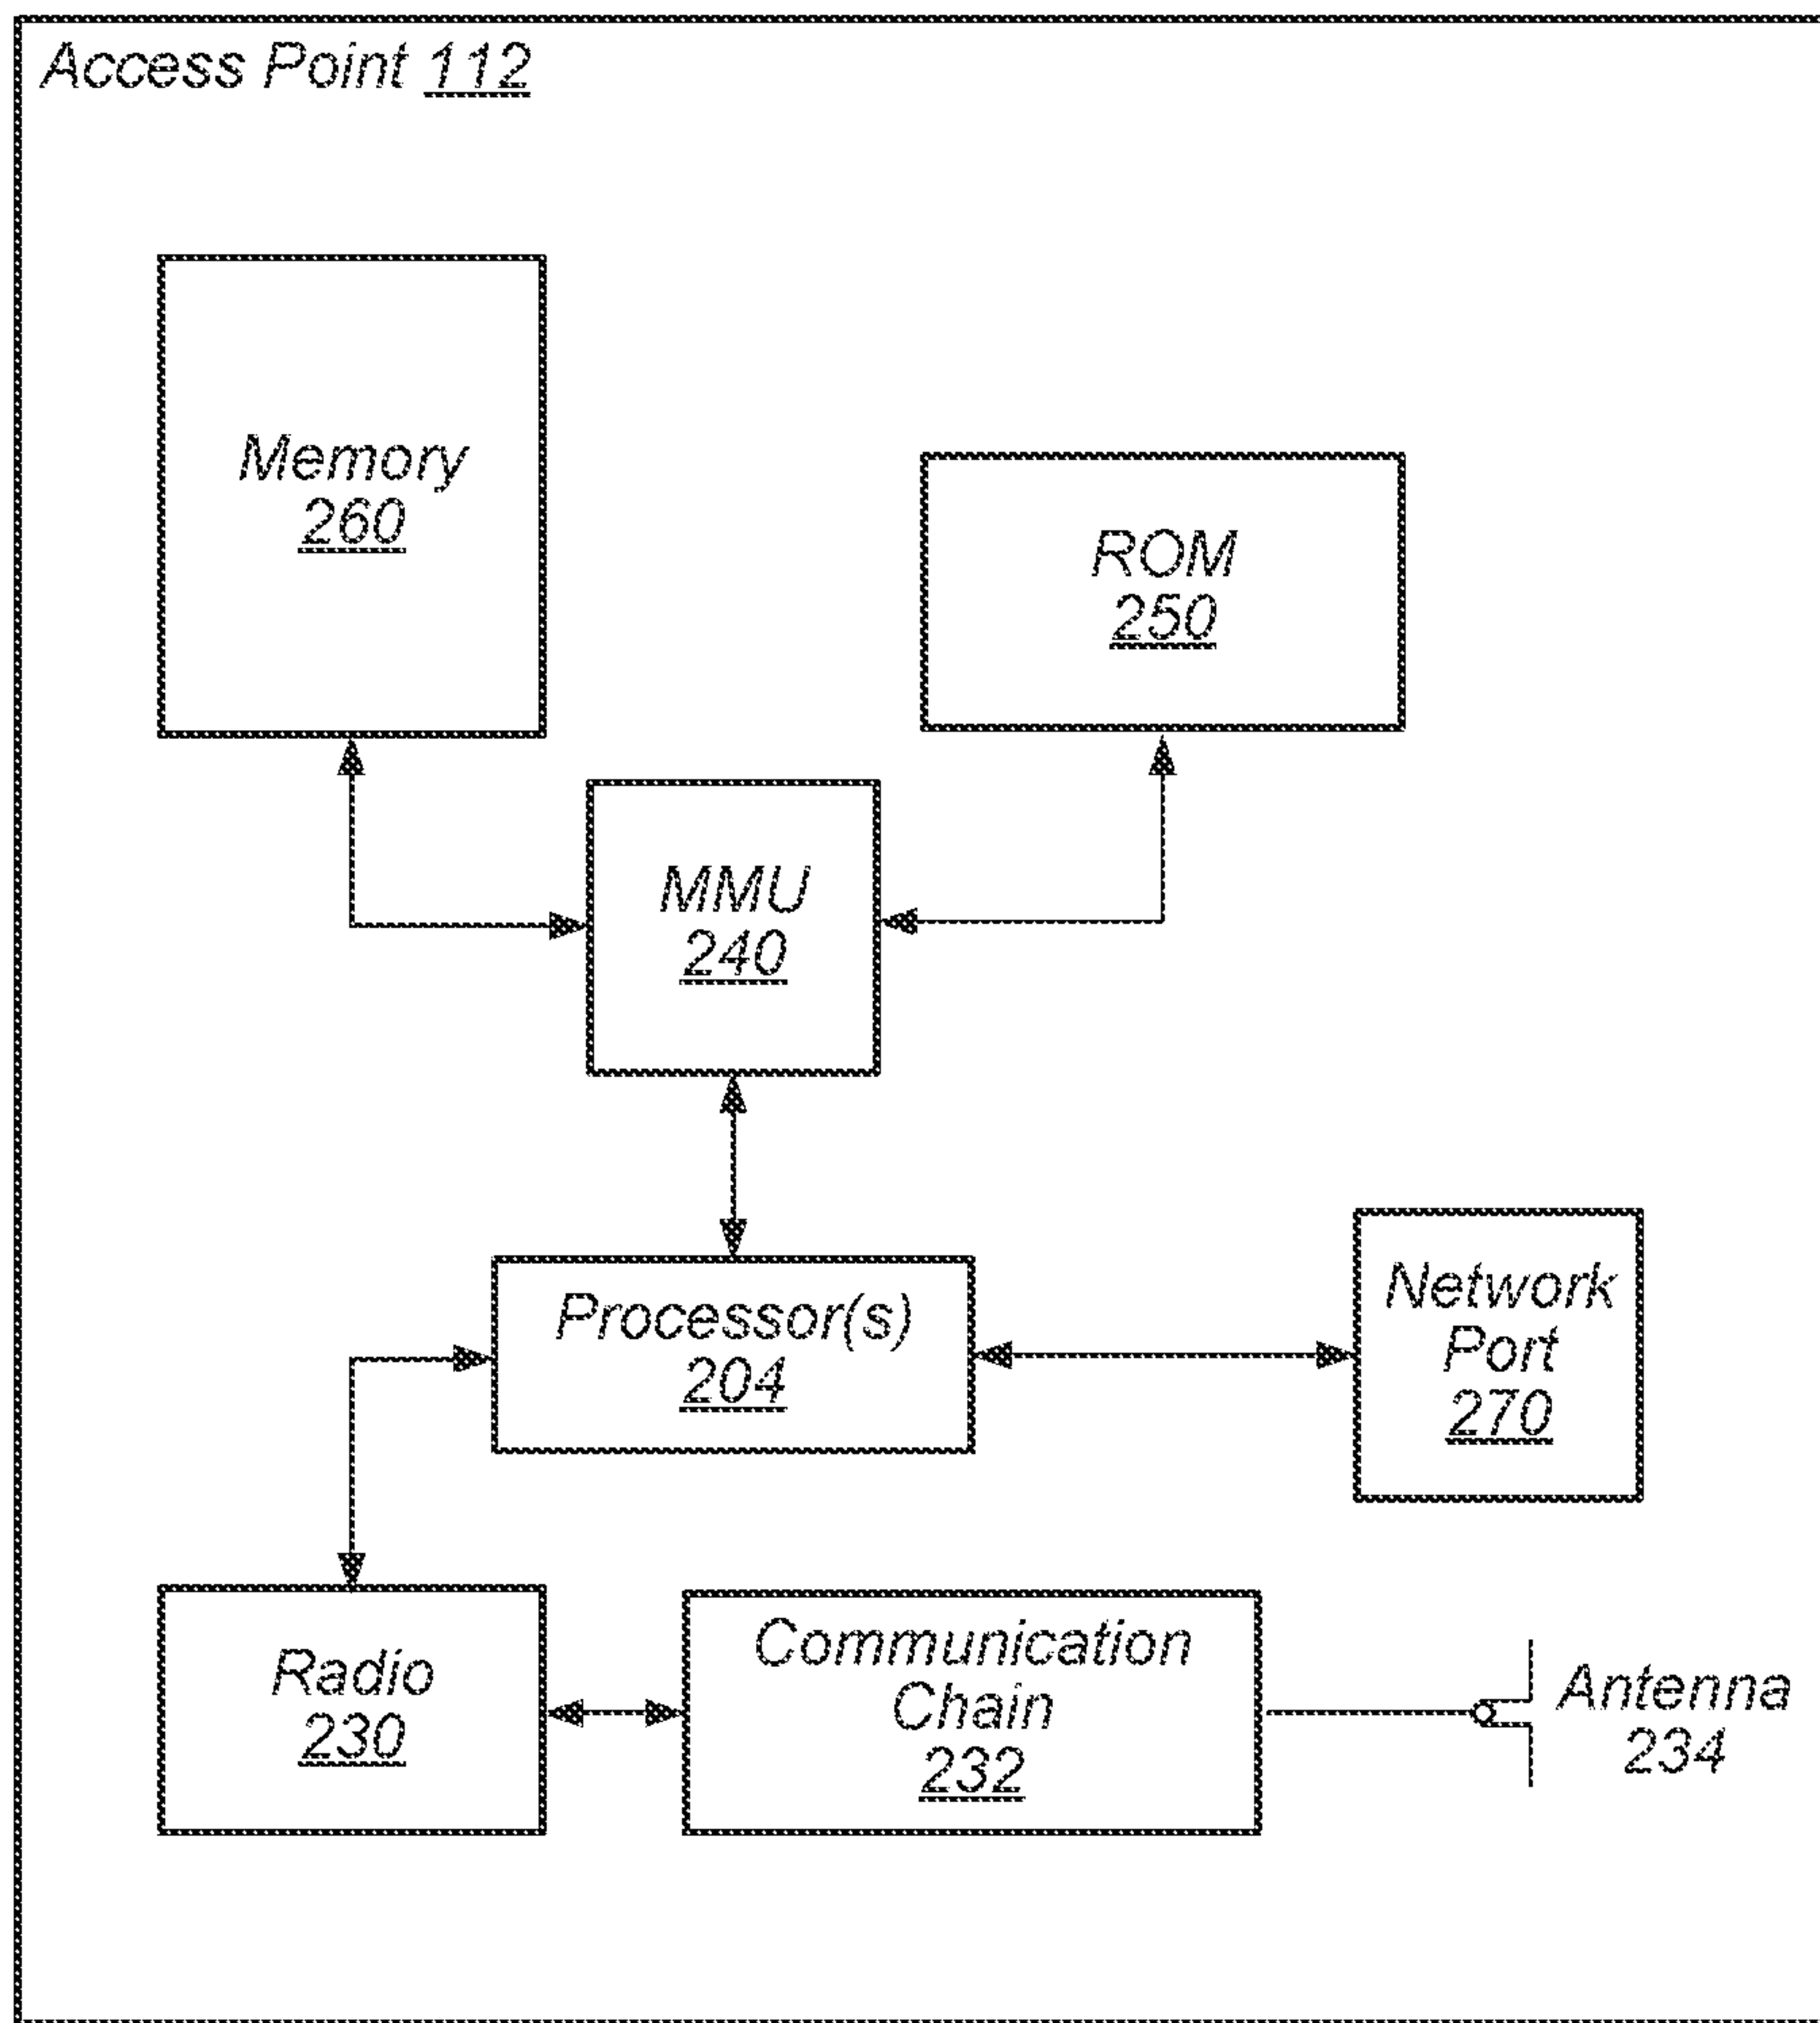 Access Point 112
Memory
260
ROM
250
MMU
240
Processor(s)
204
Network
Port
270
Radio
230
Communication
Chain
232
Antenna
234